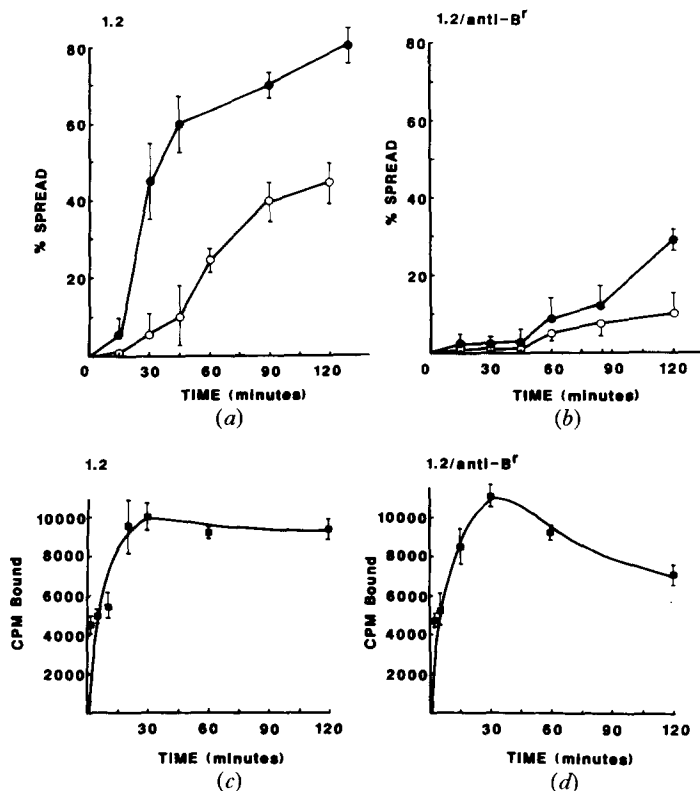 1.2
1.2/anti-Bʳ
% SPREAD
80
60
40
20
0 30 60 90 120
TIME (minutes)
(a)
% SPREAD
80
60
40
20
0 30 60 90 120
TIME (minutes)
(b)
1.2
CPM Bound
10000
8000
6000
4000
2000
30 60 90 120
TIME (minutes)
(c)
1.2/anti-Bʳ
CPM Bound
10000
8000
6000
4000
2000
30 60 90 120
TIME (minutes)
(d)